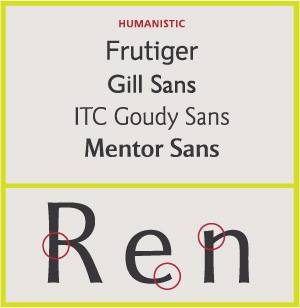 HUMANISTIC
Frutiger
Gill Sans
ITC Goudy Sans
Mentor Sans
Ren